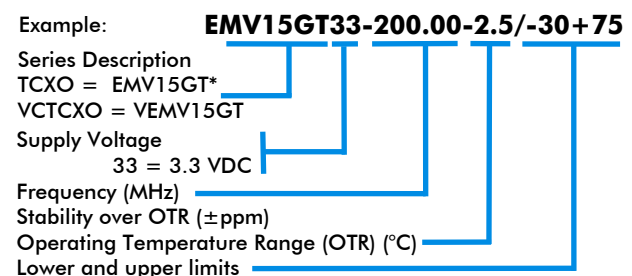 Example: EMV15GT33-200.00-2.5/-30+75
Series Description
TCXO = EMV15GT*
VCTCXO = VEMV15GT
Supply Voltage
33 = 3.3 VDC
Frequency (MHz)
Stability over OTR (±ppm)
Operating Temperature Range (OTR) (°C)
Lower and upper limits